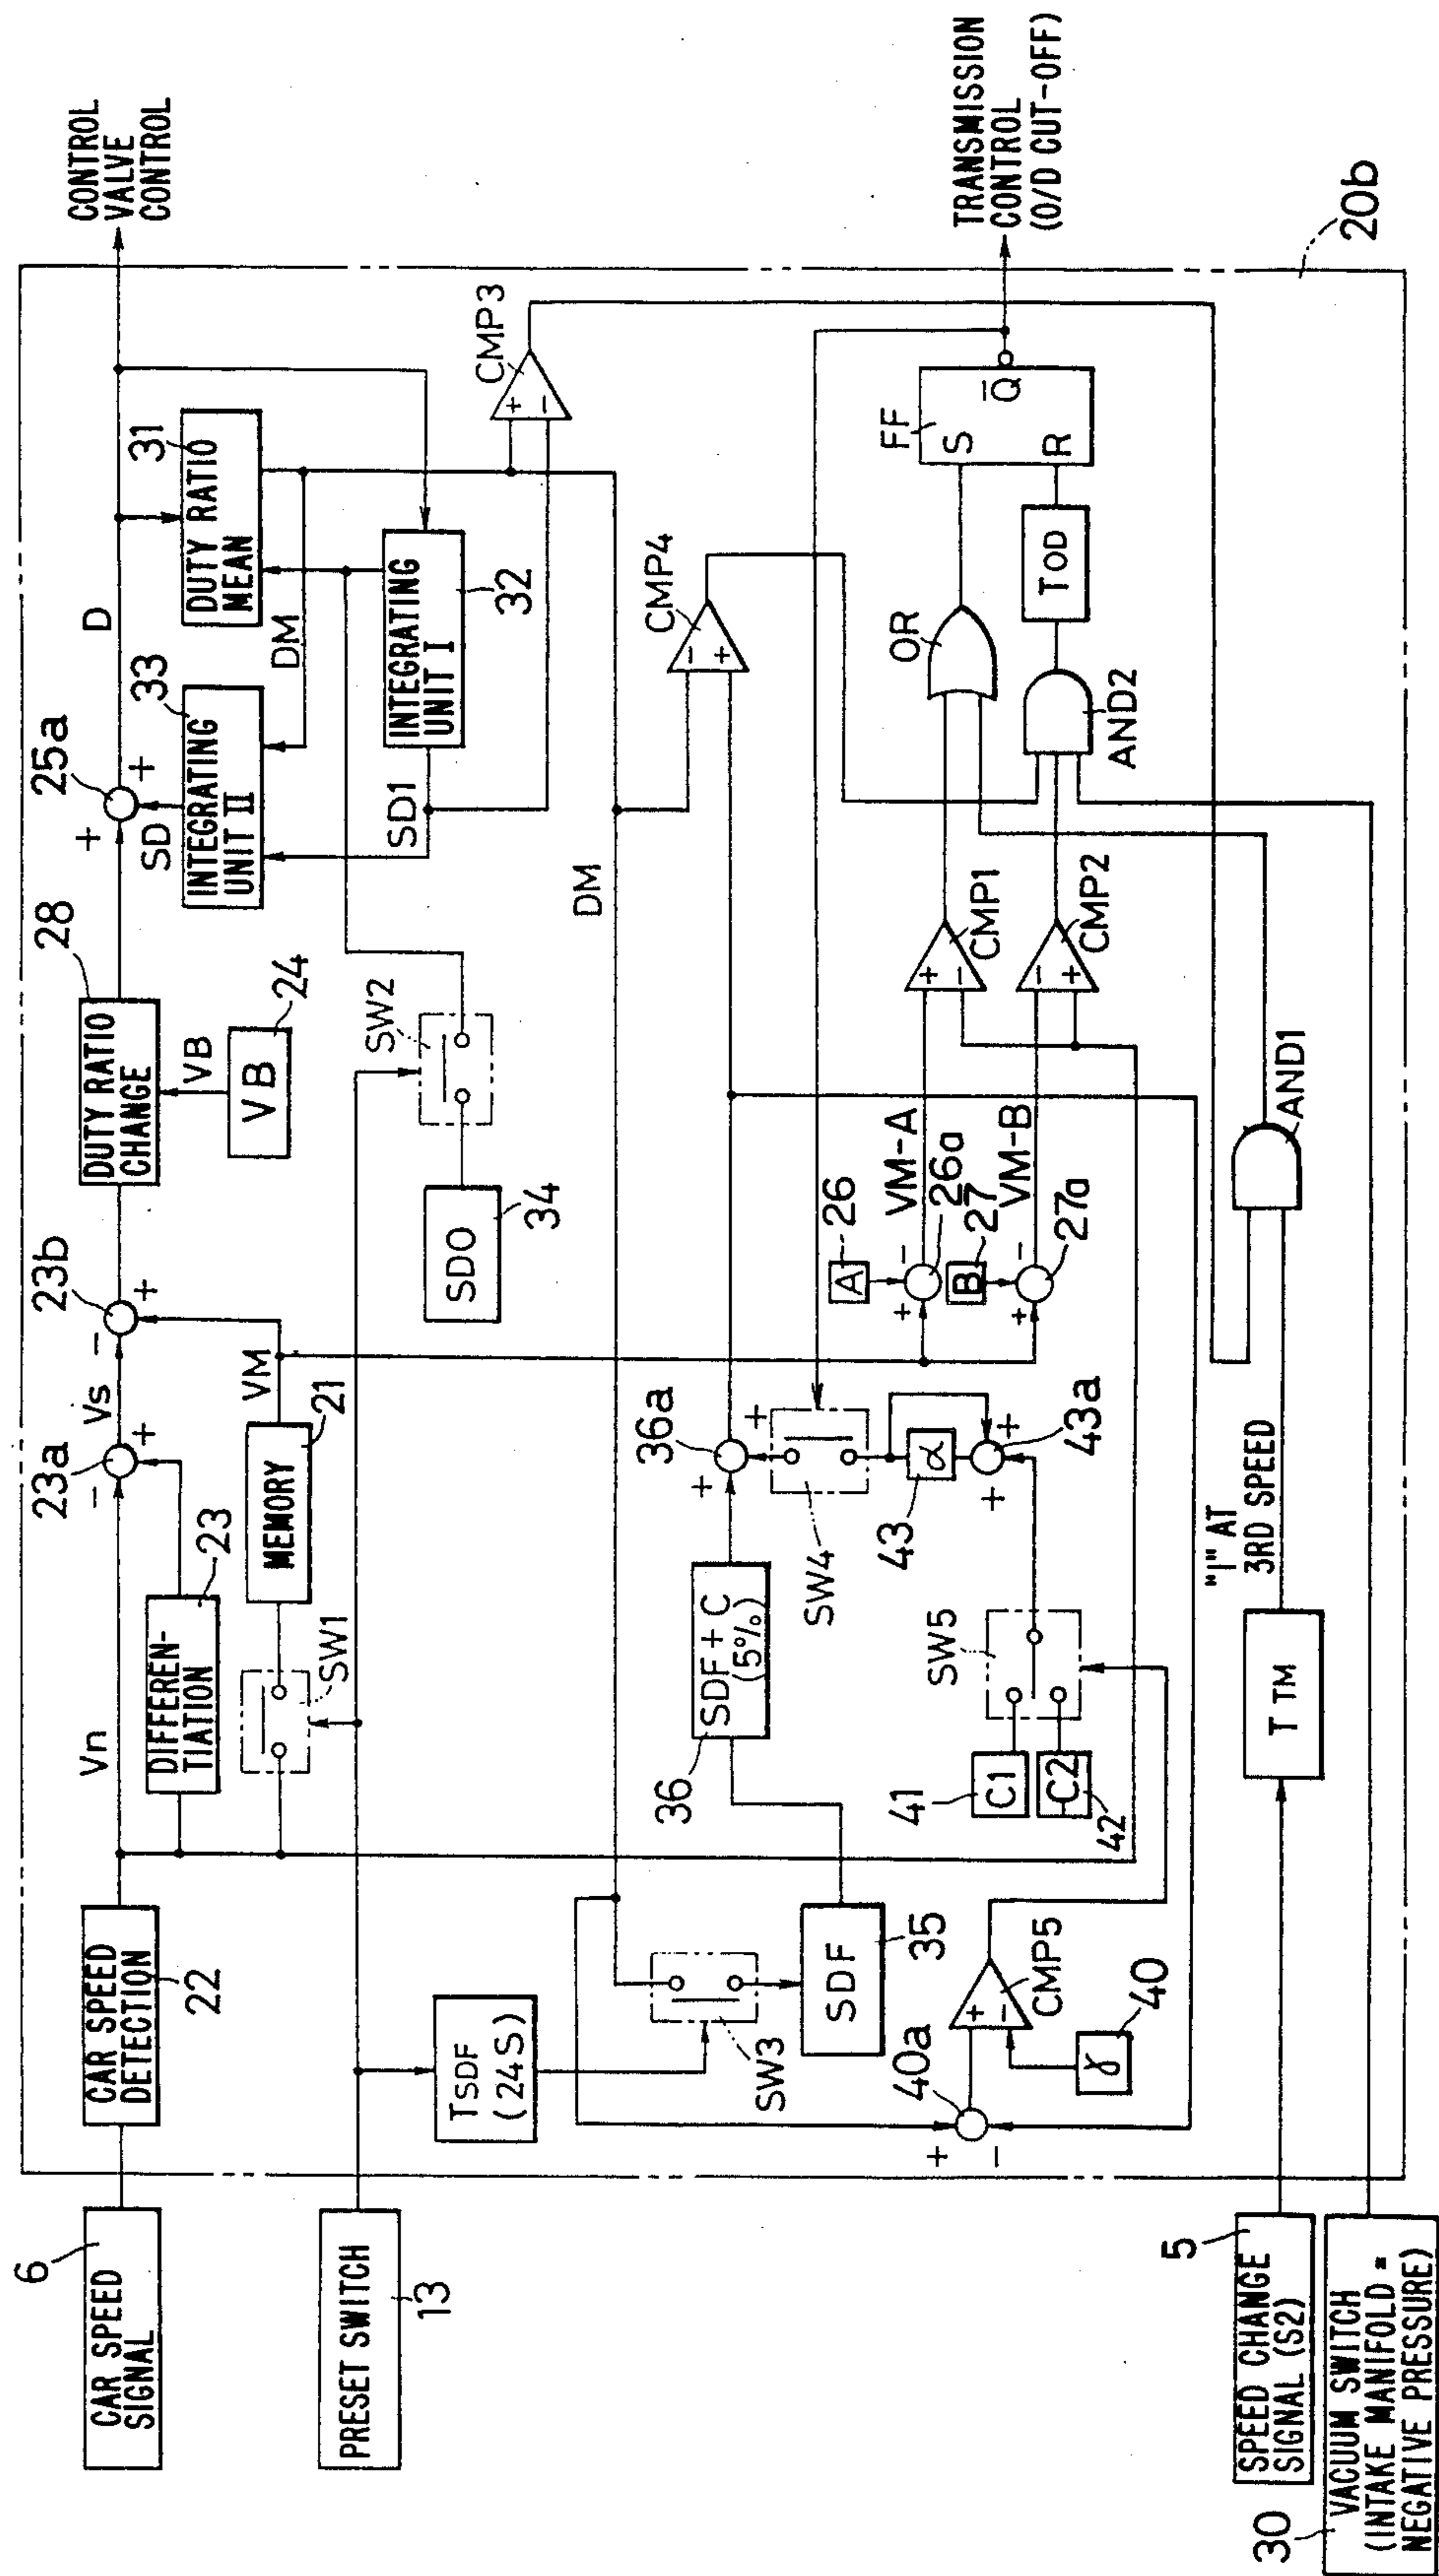 6
CAR SPEED
SIGNAL
CAR SPEED
DETECTION
22
Vn
23a
-
+
Vs
23b
-
+
DUTY RATIO
CHANGE
28
VB
VB
24
25a
+
+
SD
D
CONTROL
VALVE
CONTROL
DIFFEREN-
TIATION
23
MEMORY
21
VM
SW1
INTEGRATING
UNIT II
33
DM
DUTY RATIO
MEAN
31
INTEGRATING
UNIT I
32
SD1
PRESET SWITCH
13
SW2
SDO
34
CMP3
+
-
TSDF
(24S)
SW3
DM
SDF
35
36
SDF + C
(5%)
36a
+
+
SW4
43
α
43a
+
+
CMP4
-
+
40a
+
-
CMP5
+
-
γ
40
41
C1
C2
42
SW5
A
26
26a
+
-
VM-A
B
27
27a
+
-
VM-B
CMP1
+
-
CMP2
-
+
OR
AND2
TOD
FF
S
R
Q
TRANSMISSION
CONTROL
(O/D CUT-OFF)
5
SPEED CHANGE
SIGNAL (S2)
T TM
"1" AT
3RD SPEED
AND1
20b
30
VACUUM SWITCH
(INTAKE MANIFOLD =
NEGATIVE PRESSURE)